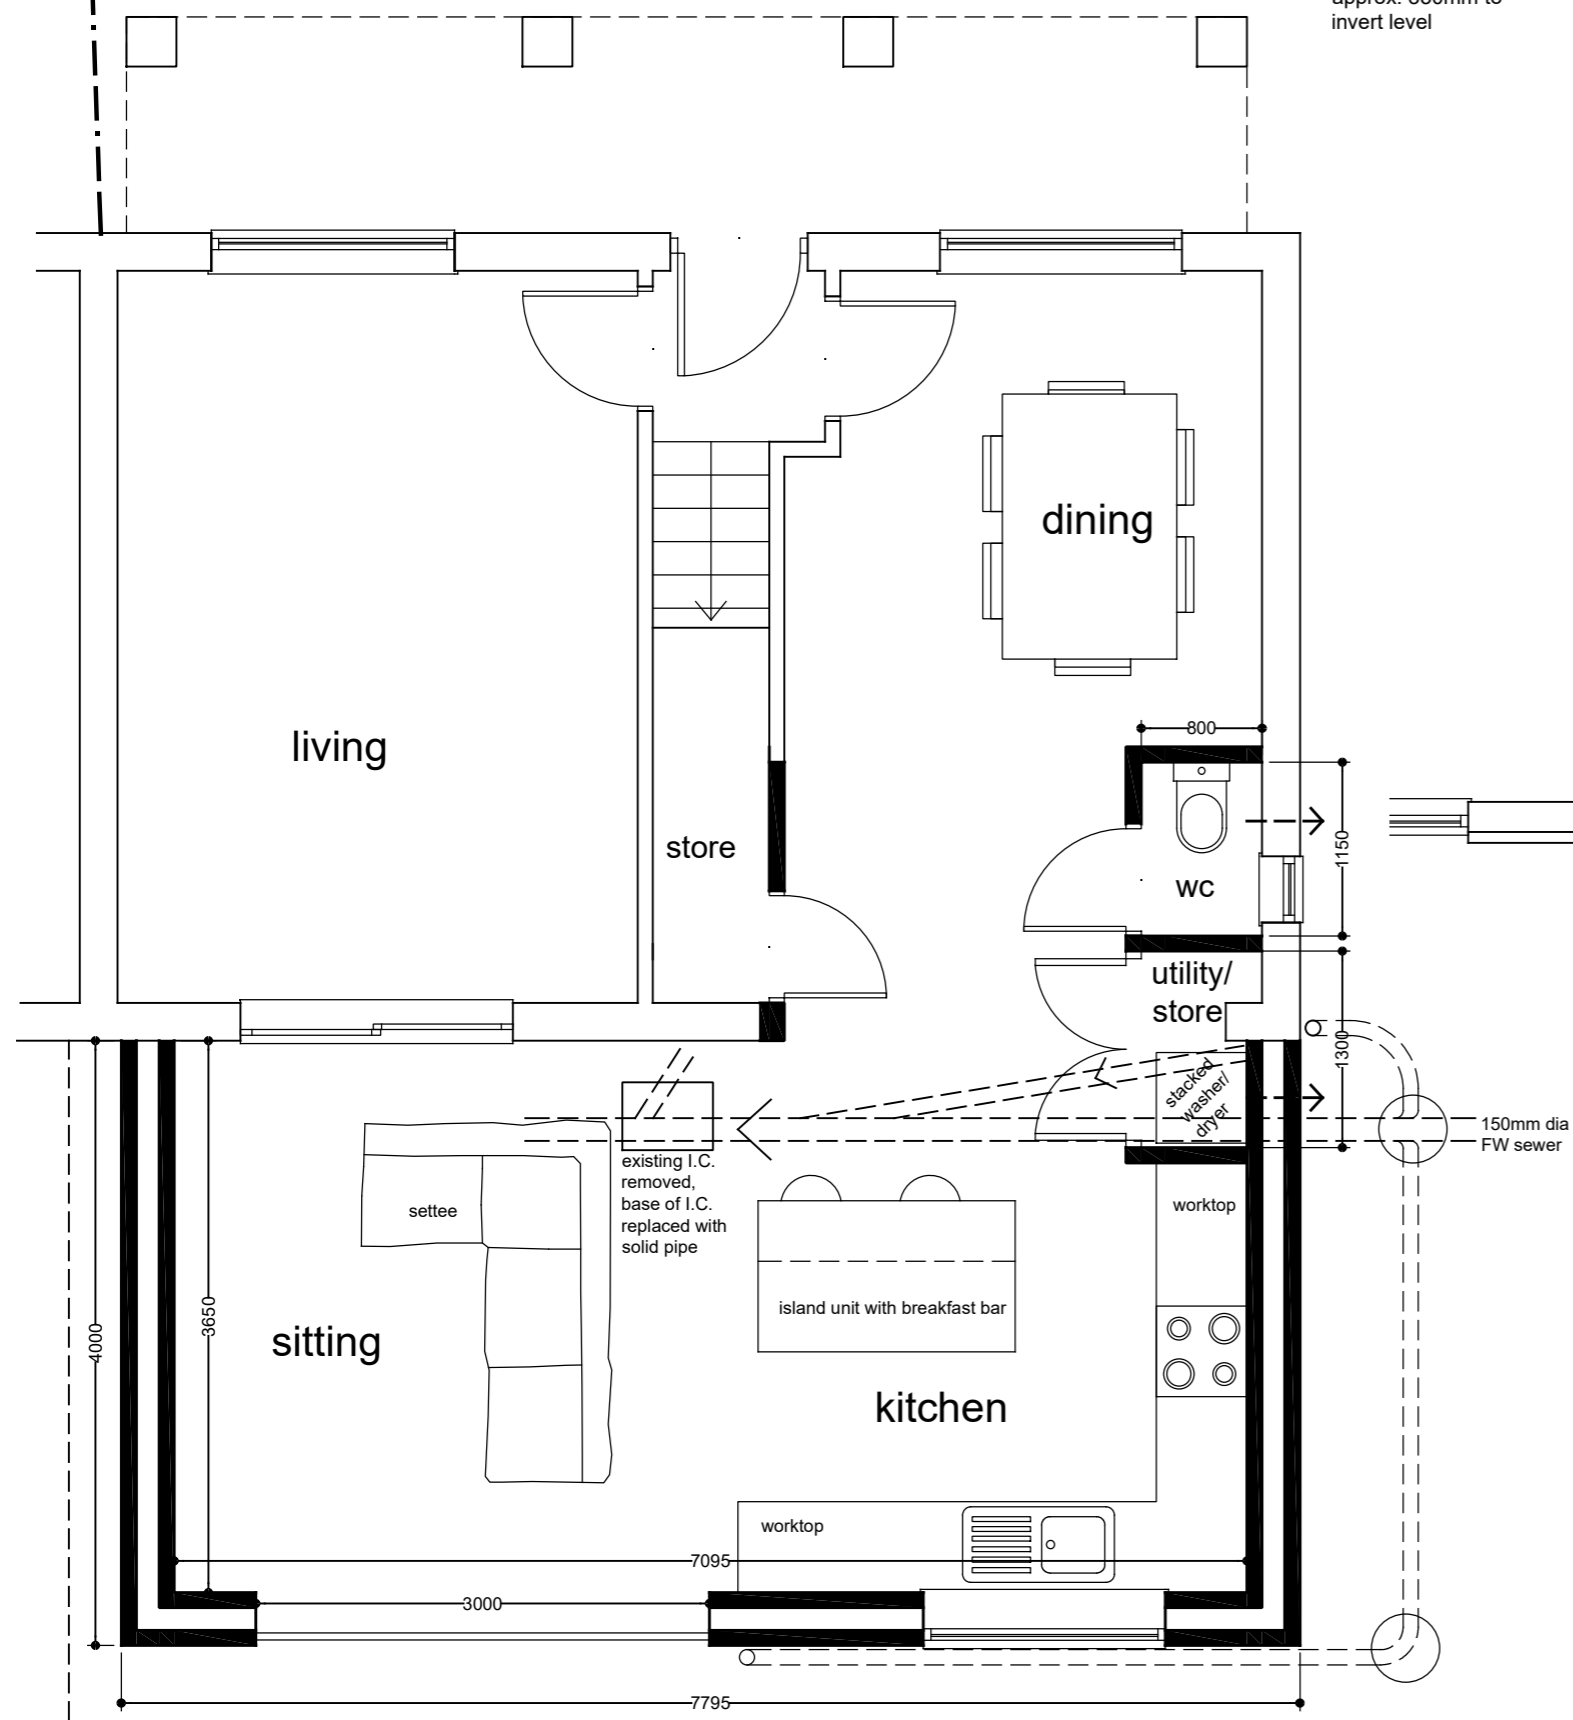 invert level
dining
living
800
store
1150
wc
utility/
store
1300
stacked
washer/
dryer
150mm dia
FW sewer
existing I.C.
removed,
base of I.C.
replaced with
solid pipe
settee
worktop
3650
4000
island unit with breakfast bar
sitting
kitchen
worktop
7095
3000
7795